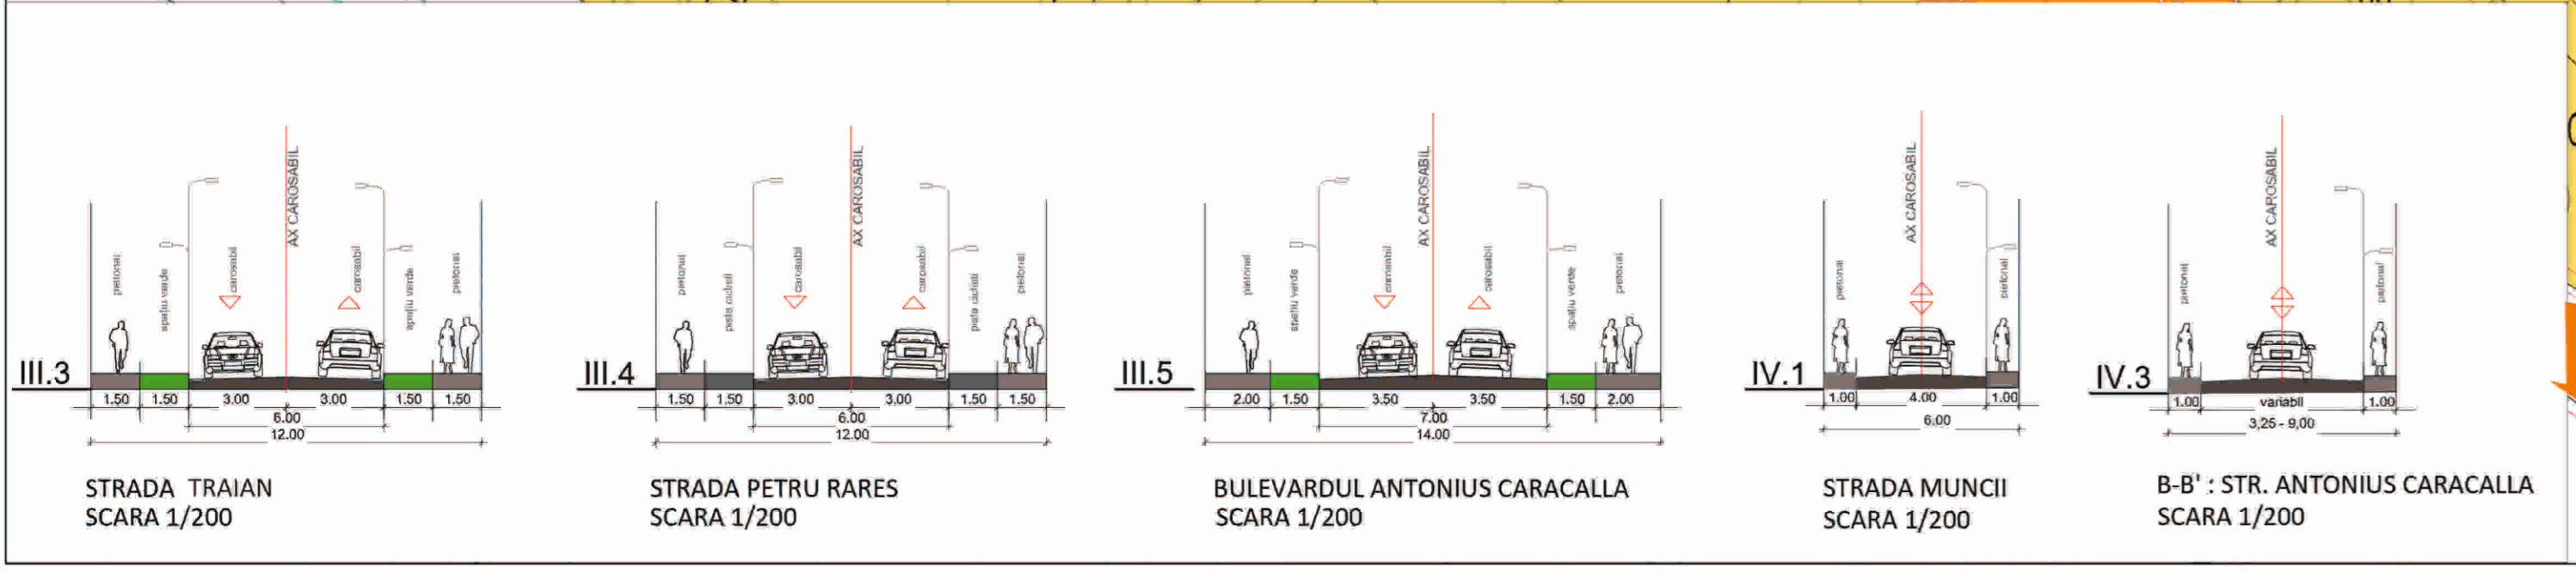 AX CAROSABIL
pietonal
spațiu verde
carosabil
carosabil
spațiu verde
pietonal
III.3
1.50 1.50 3.00 3.00 1.50 1.50
6.00
12.00
STRADA TRAIAN
SCARA 1/200
AX CAROSABIL
pietonal
pista ciclisti
carosabil
carosabil
pista ciclisti
pietonal
III.4
1.50 1.50 3.00 3.00 1.50 1.50
6.00
12.00
STRADA PETRU RARES
SCARA 1/200
AX CAROSABIL
pietonal
spațiu verde
carosabil
carosabil
spațiu verde
pietonal
III.5
2.00 1.50 3.50 3.50 1.50 2.00
7.00
14.00
BULEVARDUL ANTONIUS CARACALLA
SCARA 1/200
AX CAROSABIL
pietonal
pietonal
IV.1
1.00 4.00 1.00
6.00
STRADA MUNCII
SCARA 1/200
AX CAROSABIL
pietonal
pietonal
IV.3
1.00 variabil 1.00
3,25 - 9,00
B-B' : STR. ANTONIUS CARACALLA
SCARA 1/200